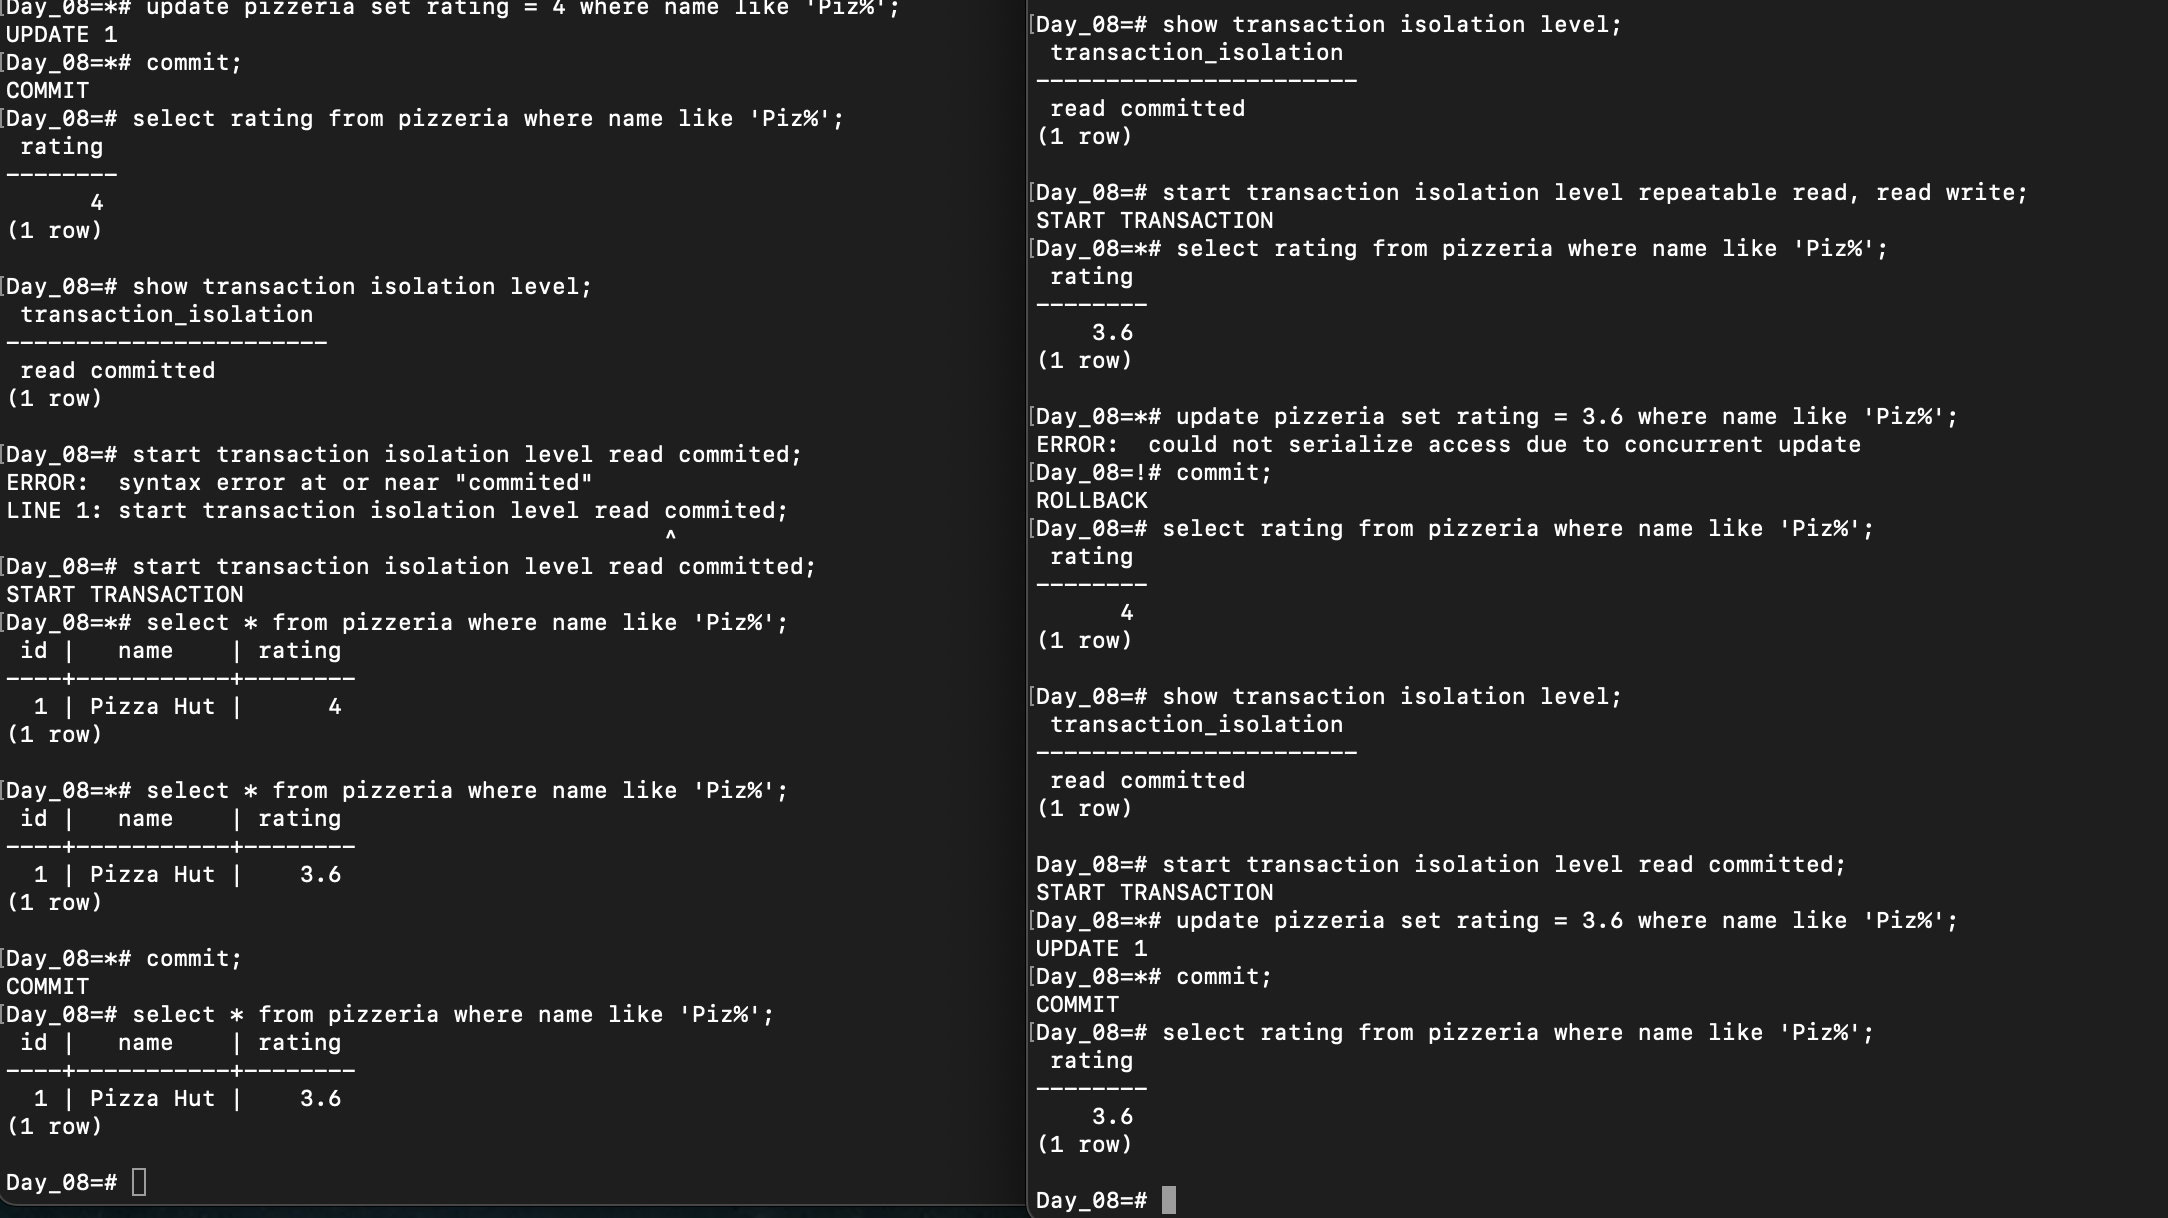 [Day_08=*# update pizzeria set rating = 4 where name like 'Piz%';
UPDATE 1
[Day_08=*# commit;
COMMIT
[Day_08=# select rating from pizzeria where name like 'Piz%';
 rating
--------
      4
(1 row)

[Day_08=# show transaction isolation level;
 transaction_isolation
-----------------------
 read committed
(1 row)

[Day_08=# start transaction isolation level read commited;
ERROR:  syntax error at or near "commited"
LINE 1: start transaction isolation level read commited;
                                               ^
[Day_08=# start transaction isolation level read committed;
START TRANSACTION
[Day_08=*# select * from pizzeria where name like 'Piz%';
 id |   name    | rating
----+-----------+--------
  1 | Pizza Hut |      4
(1 row)

[Day_08=*# select * from pizzeria where name like 'Piz%';
 id |   name    | rating
----+-----------+--------
  1 | Pizza Hut |    3.6
(1 row)

[Day_08=*# commit;
COMMIT
[Day_08=# select * from pizzeria where name like 'Piz%';
 id |   name    | rating
----+-----------+--------
  1 | Pizza Hut |    3.6
(1 row)

Day_08=#
[Day_08=# show transaction isolation level;
 transaction_isolation
-----------------------
 read committed
(1 row)

[Day_08=# start transaction isolation level repeatable read, read write;
START TRANSACTION
[Day_08=*# select rating from pizzeria where name like 'Piz%';
 rating
--------
    3.6
(1 row)

[Day_08=*# update pizzeria set rating = 3.6 where name like 'Piz%';
ERROR:  could not serialize access due to concurrent update
[Day_08=!# commit;
ROLLBACK
[Day_08=# select rating from pizzeria where name like 'Piz%';
 rating
--------
      4
(1 row)

[Day_08=# show transaction isolation level;
 transaction_isolation
-----------------------
 read committed
(1 row)

Day_08=# start transaction isolation level read committed;
START TRANSACTION
[Day_08=*# update pizzeria set rating = 3.6 where name like 'Piz%';
UPDATE 1
[Day_08=*# commit;
COMMIT
[Day_08=# select rating from pizzeria where name like 'Piz%';
 rating
--------
    3.6
(1 row)

Day_08=#